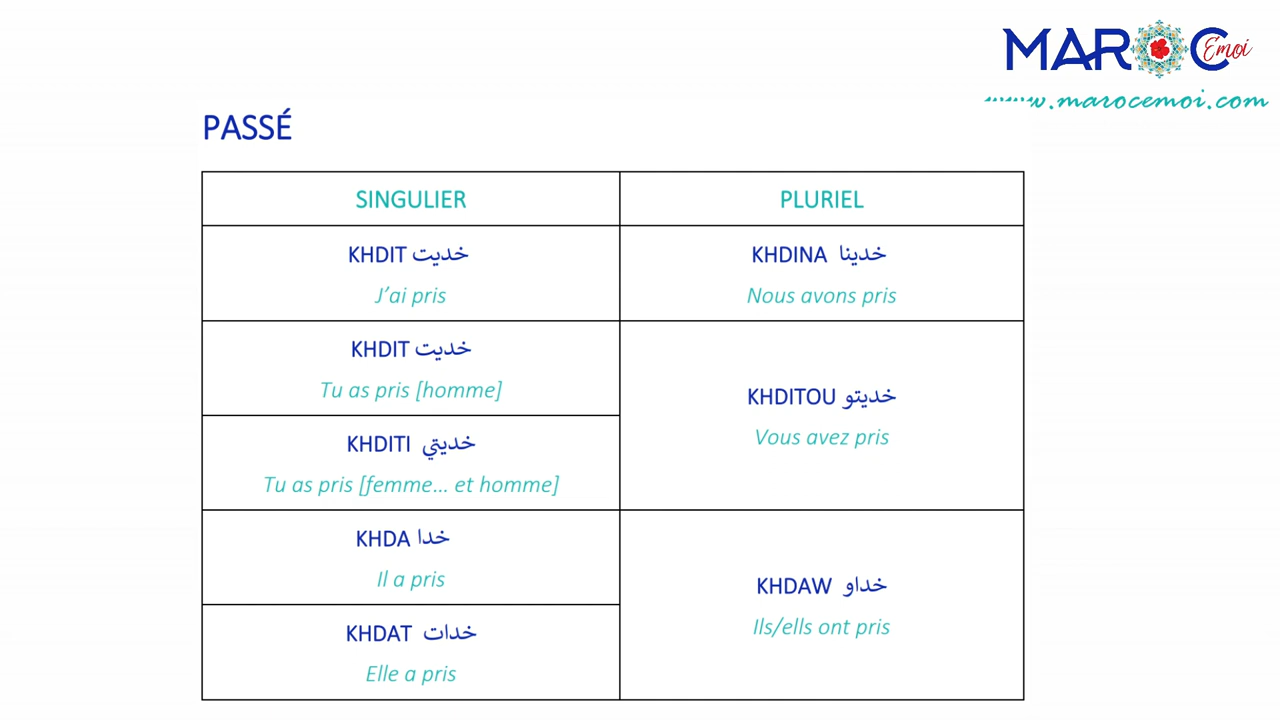 MAROC Emoi
www.marocemoi.com
PASSÉ
SINGULIER
PLURIEL
KHDIT خديت
J’ai pris
KHDINA خدينا
Nous avons pris
KHDIT خديت
Tu as pris [homme]
KHDITI خديتي
Tu as pris [femme… et homme]
KHDITOU خديتو
Vous avez pris
KHDA خدا
Il a pris
KHDAT خدات
Elle a pris
KHDAW خداو
Ils/ells ont pris